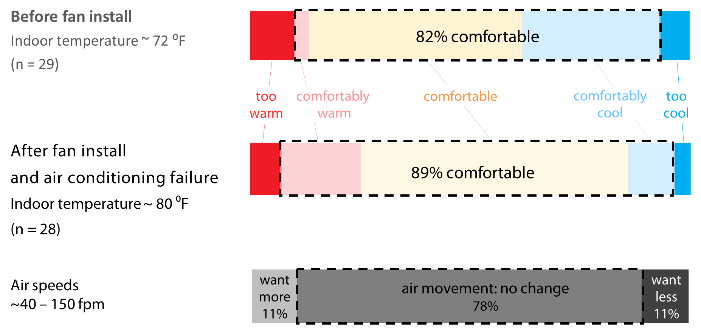 Before fan install
Indoor temperature ~ 72 ⁰F
(n = 29)
82% comfortable
too
warm
comfortably
warm
comfortable
comfortably
cool
too
cool
After fan install
and air conditioning failure
Indoor temperature ~ 80 ⁰F
(n = 28)
89% comfortable
Air speeds
~40 – 150 fpm
want
more
11%
air movement: no change
78%
want
less
11%